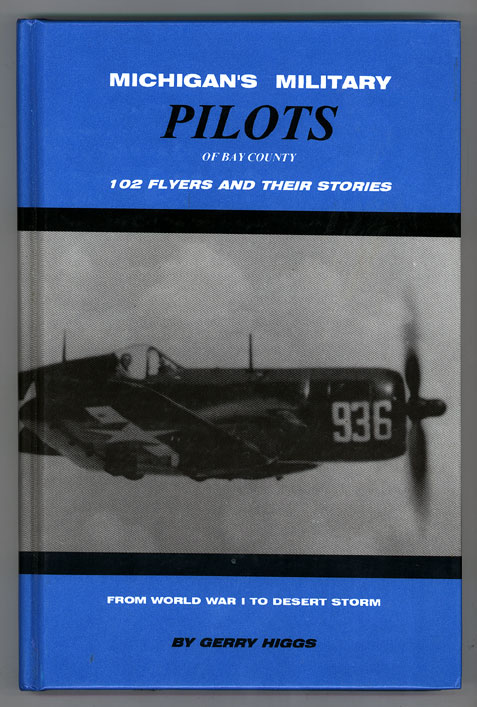 MICHIGAN'S MILITARY
PILOTS
OF BAY COUNTY
102 FLYERS AND THEIR STORIES
936
FROM WORLD WAR I TO DESERT STORM
BY GERRY HIGGS